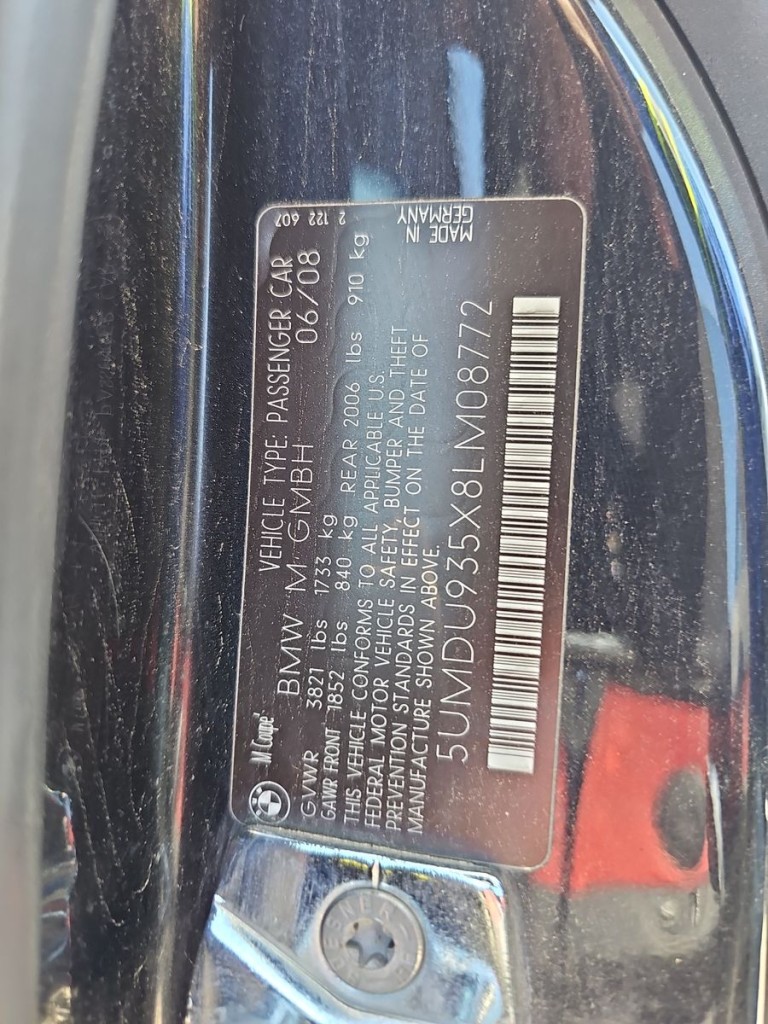 M Coupé
VEHICLE TYPE: PASSENGER CAR
BMW M GMBH 06/08
GVWR 3821 lbs 1733 kg
GAWR FRONT 1852 lbs 840 kg REAR 2006 lbs 910 kg
THIS VEHICLE CONFORMS TO ALL APPLICABLE U.S.
FEDERAL MOTOR VEHICLE SAFETY, BUMPER AND THEFT
PREVENTION STANDARDS IN EFFECT ON THE DATE OF
MANUFACTURE SHOWN ABOVE.
5UMDU935X8LM08772
2 122 607
MADE IN
GERMANY